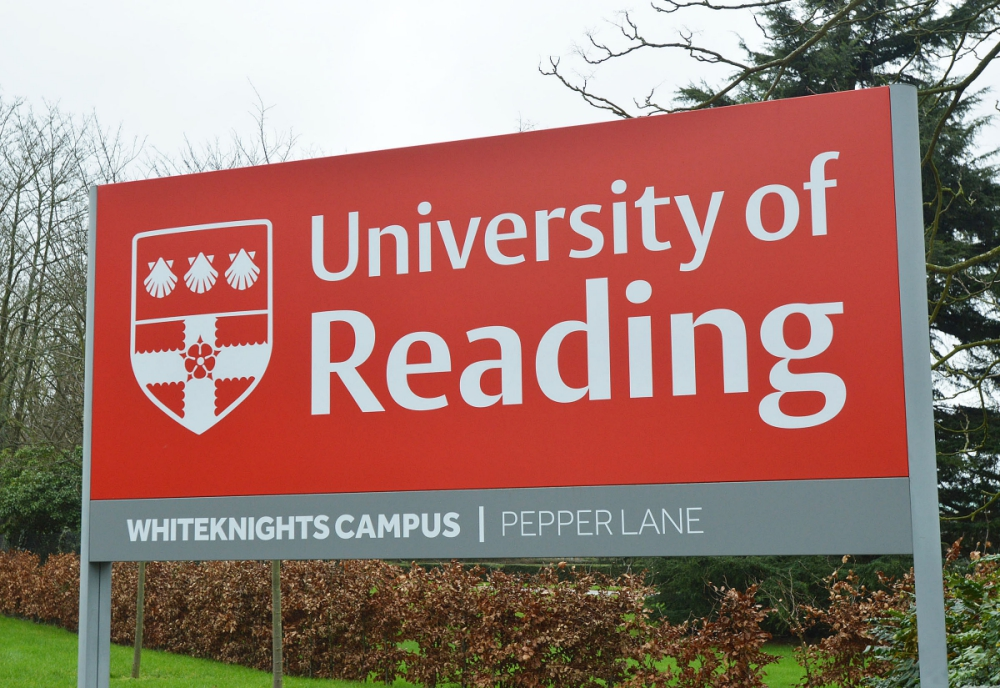 University of
Reading
WHITEKNIGHTS CAMPUS | PEPPER LANE